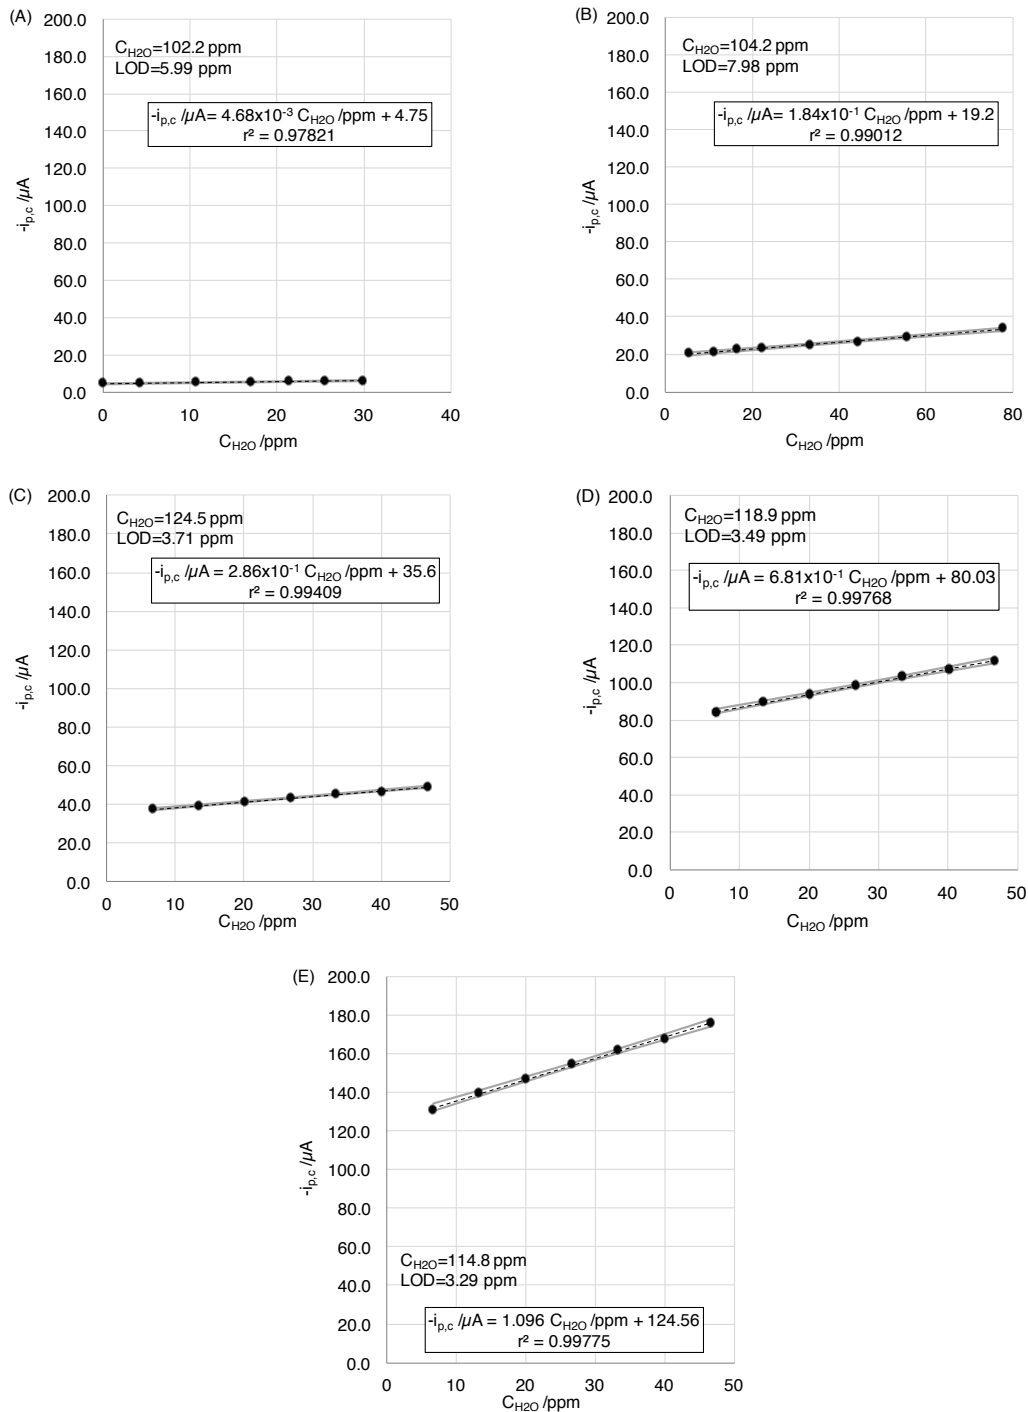 (A)
200.0
180.0
160.0
140.0
120.0
100.0
80.0
60.0
40.0
20.0
0.0
-ip,c /µA
CH2O=102.2 ppm
LOD=5.99 ppm
-ip,c /µA= 4.68x10-3 CH2O /ppm + 4.75
r² = 0.97821
0 10 20 30 40
CH2O /ppm
(B)
200.0
180.0
160.0
140.0
120.0
100.0
80.0
60.0
40.0
20.0
0.0
-ip,c /µA
CH2O=104.2 ppm
LOD=7.98 ppm
-ip,c /µA= 1.84x10-1 CH2O /ppm + 19.2
r² = 0.99012
0 20 40 60 80
CH2O /ppm
(C)
200.0
180.0
160.0
140.0
120.0
100.0
80.0
60.0
40.0
20.0
0.0
-ip,c /µA
CH2O=124.5 ppm
LOD=3.71 ppm
-ip,c /µA = 2.86x10-1 CH2O /ppm + 35.6
r² = 0.99409
0 10 20 30 40 50
CH2O /ppm
(D)
200.0
180.0
160.0
140.0
120.0
100.0
80.0
60.0
40.0
20.0
0.0
-ip,c /µA
CH2O=118.9 ppm
LOD=3.49 ppm
-ip,c /µA = 6.81x10-1 CH2O /ppm + 80.03
r² = 0.99768
0 10 20 30 40 50
CH2O /ppm
(E)
200.0
180.0
160.0
140.0
120.0
100.0
80.0
60.0
40.0
20.0
0.0
-ip,c /µA
CH2O=114.8 ppm
LOD=3.29 ppm
-ip,c /µA = 1.096 CH2O /ppm + 124.56
r² = 0.99775
0 10 20 30 40 50
CH2O /ppm